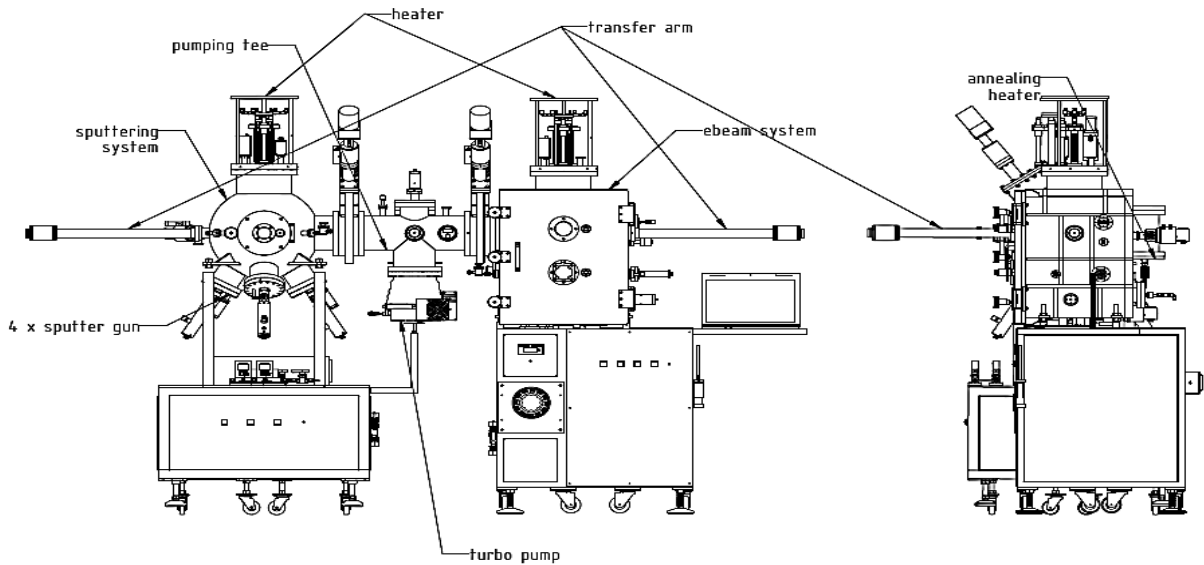 heater
pumping tee
transfer arm
annealing
heater
sputtering
system
ebeam system
4 x sputter gun
turbo pump